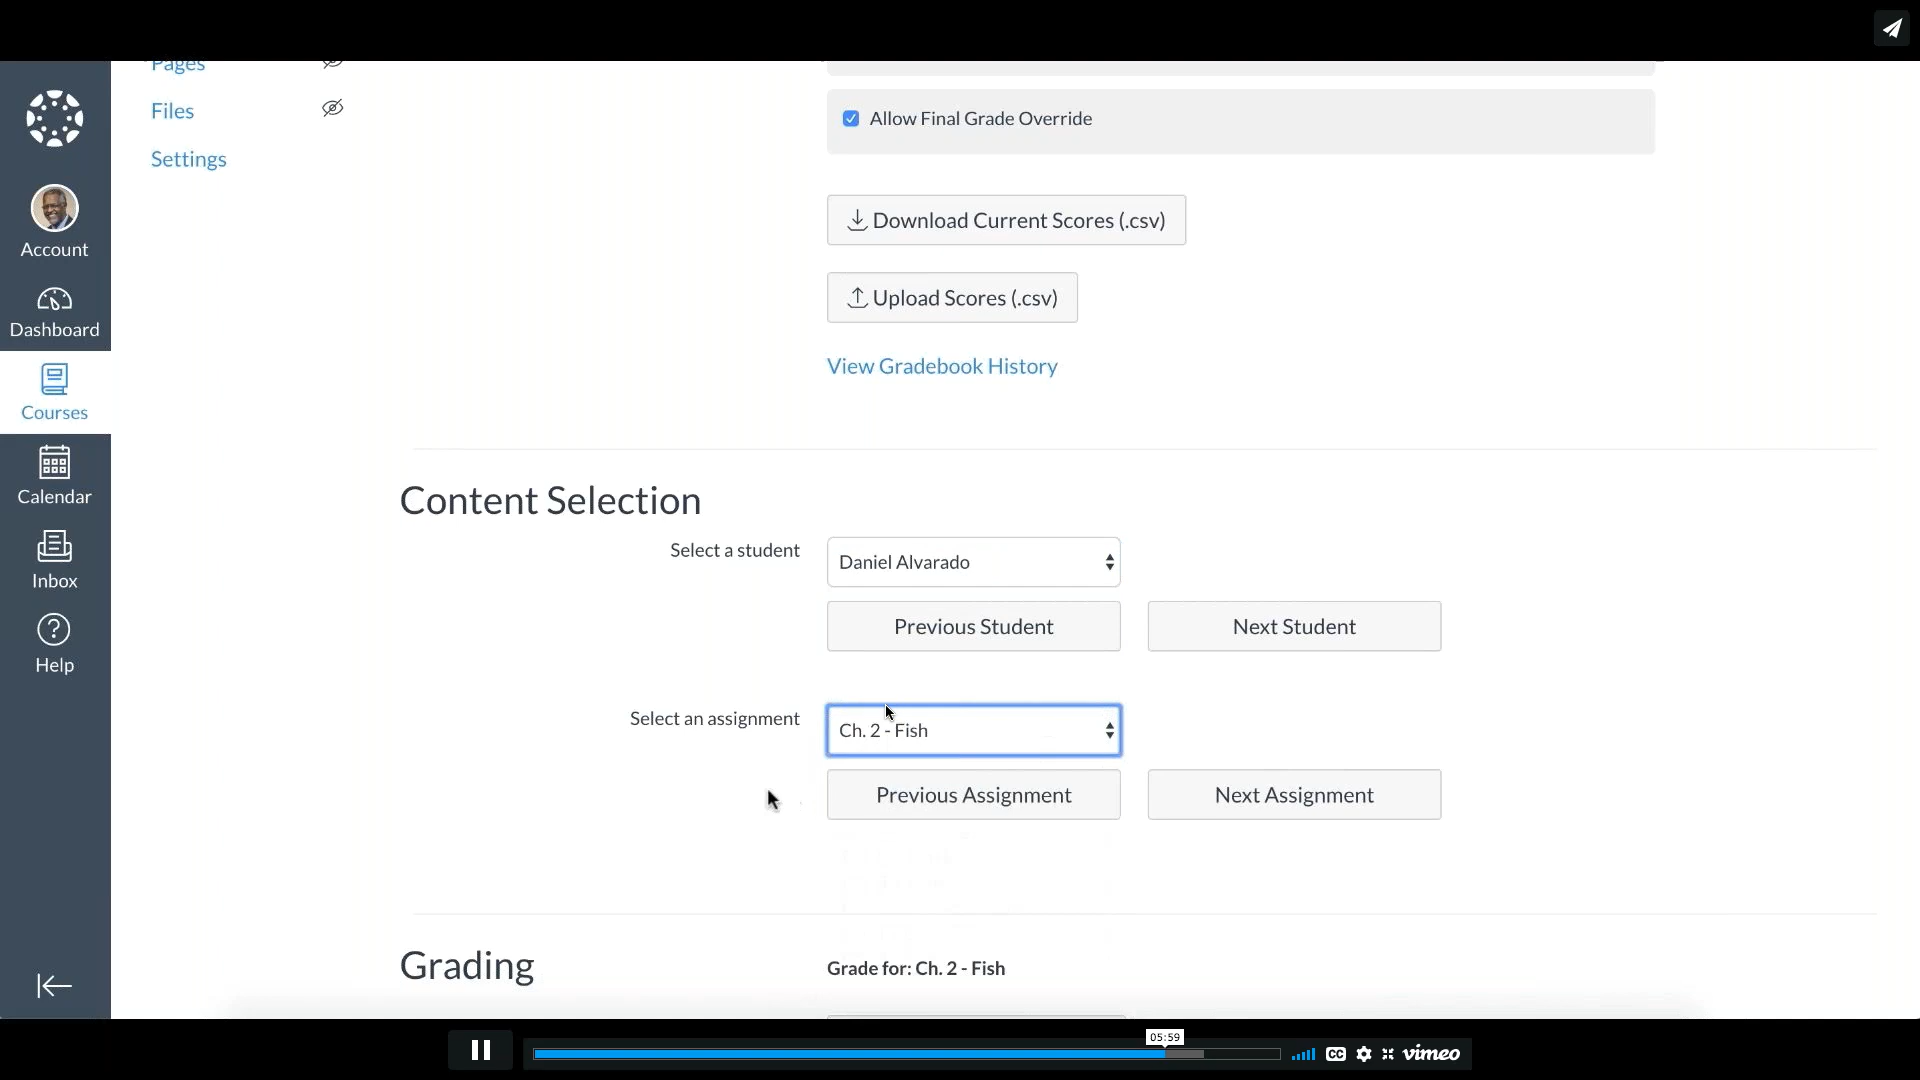 Pages
Files
Settings
Account
Dashboard
Courses
Calendar
Inbox
Help
Allow Final Grade Override
Download Current Scores (.csv)
Upload Scores (.csv)
View Gradebook History
Content Selection
Select a student
Daniel Alvarado
Previous Student Next Student
Select an assignment
Ch. 2 - Fish
Previous Assignment Next Assignment
Grading
Grade for: Ch. 2 - Fish
05:59
CC
vimeo